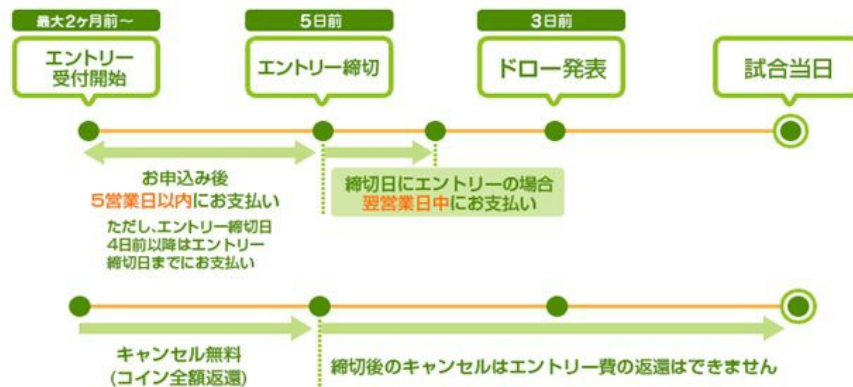 最大2ヶ月前～
5日前
3日前
エントリー
受付開始
エントリー締切
ドロー発表
試合当日
お申込み後
5営業日以内にお支払い
ただし、エントリー締切日
4日前以降はエントリー
締切日までにお支払い
締切日にエントリーの場合
翌営業日中にお支払い
キャンセル無料
(コイン全額返還)
締切後のキャンセルはエントリー費の返還はできません